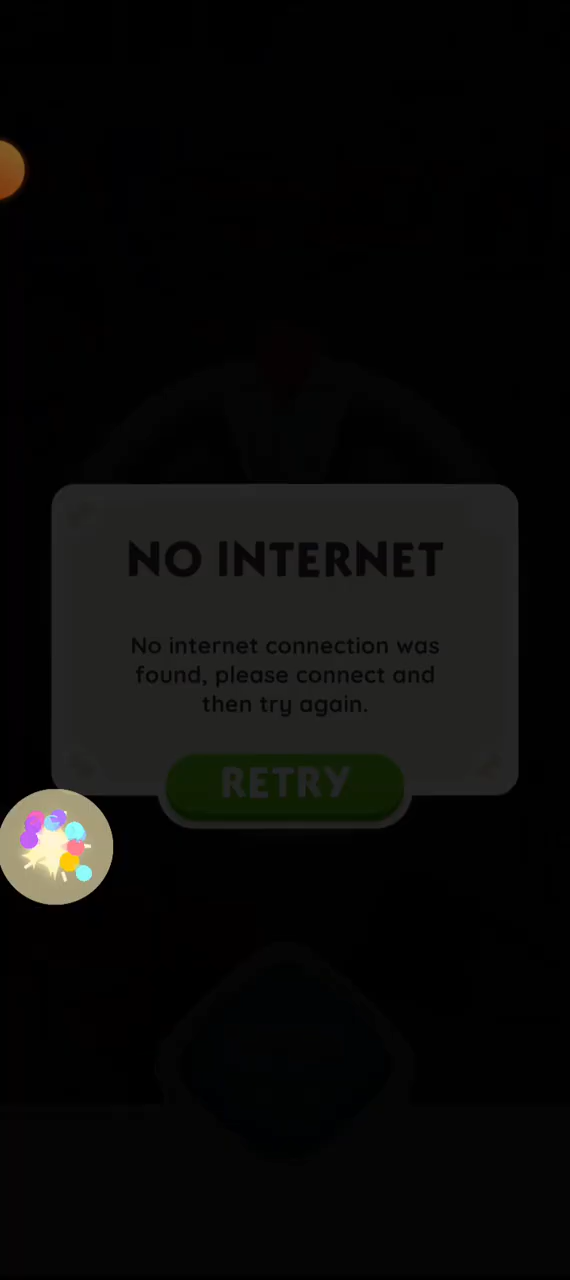 NO INTERNET
No internet connection was
found, please connect and
then try again.
RETRY